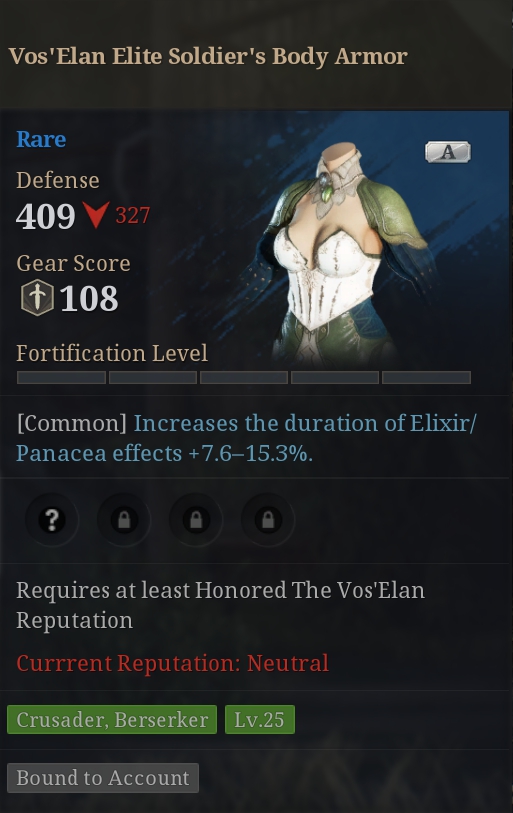 Vos'Elan Elite Soldier's Body Armor
Rare
A
Defense
409 327
Gear Score
108
Fortification Level
[Common] Increases the duration of Elixir/
Panacea effects +7.6–15.3%.
?
Requires at least Honored The Vos'Elan
Reputation
Currrent Reputation: Neutral
Crusader, Berserker Lv.25
Bound to Account